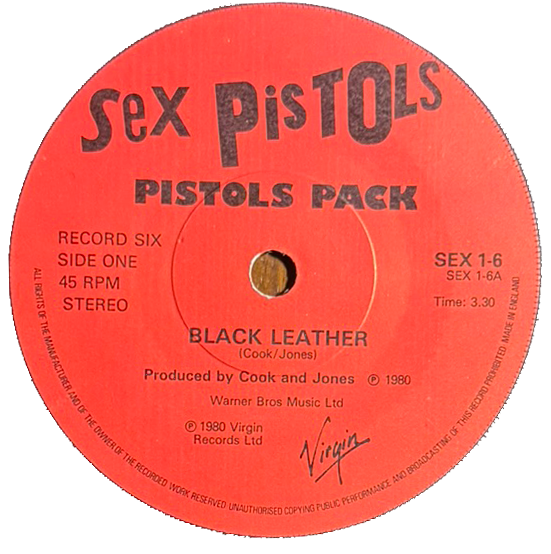 Sex PiSTOLS
PISTOLS PACK
RECORD SIX
SIDE ONE
45 RPM
STEREO
SEX 1-6
SEX 1-6A
Time: 3.30
BLACK LEATHER
(Cook/Jones)
Produced by Cook and Jones ℗ 1980
Warner Bros Music Ltd
℗ 1980 Virgin
Records Ltd
Virgin
ALL RIGHTS OF THE MANUFACTURER AND OF THE OWNER OF THE RECORDED WORK RESERVED UNAUTHORISED COPYING PUBLIC PERFORMANCE AND BROADCASTING OF THIS RECORD PROHIBITED MADE IN ENGLAND